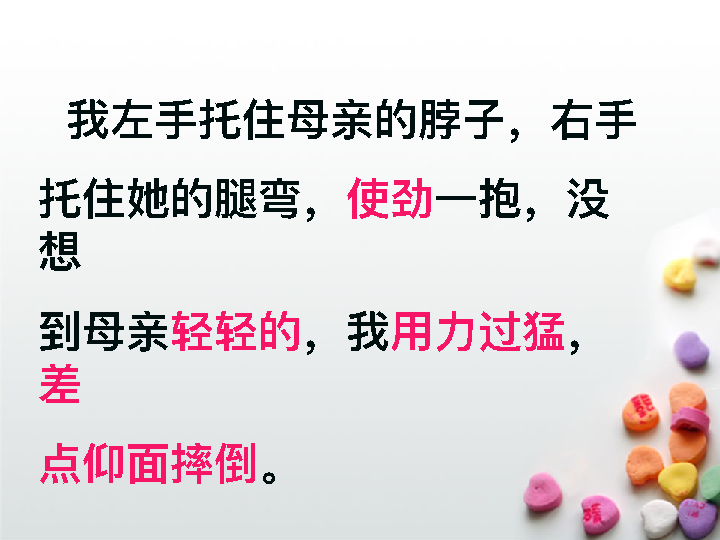 我左手托住母亲的脖子，右手
托住她的腿弯，使劲一抱，没
想
到母亲轻轻的，我用力过猛，
差
点仰面摔倒。